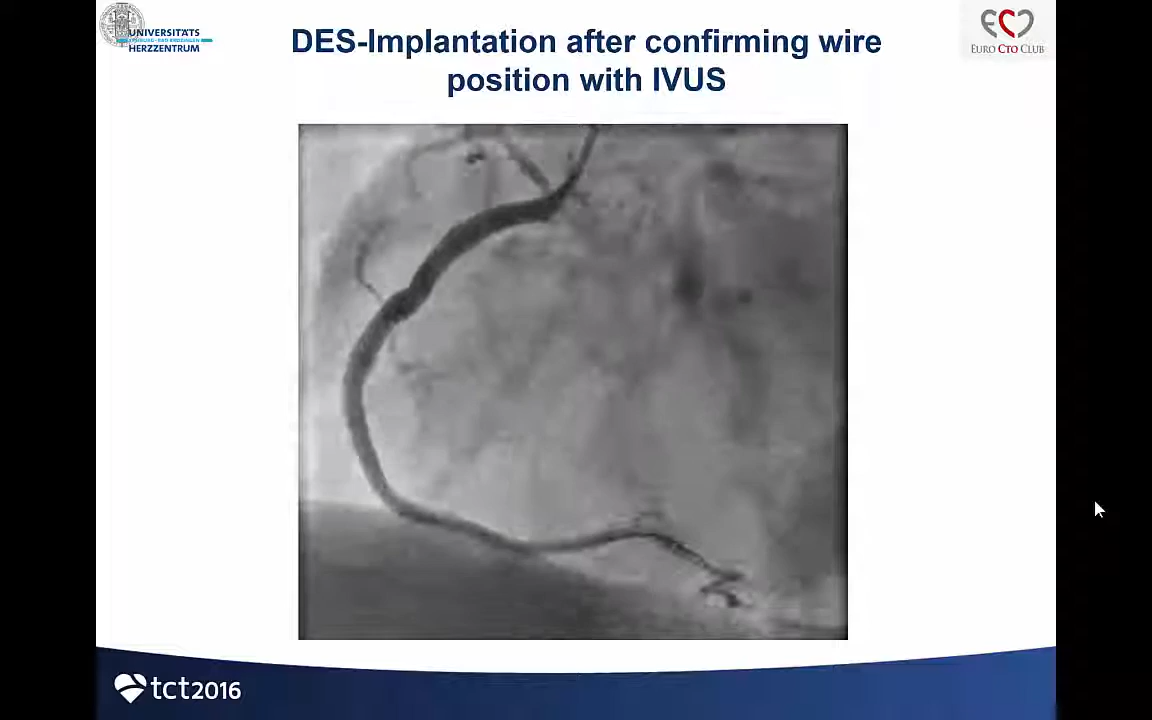 UNIVERSITÄTS
HERZZENTRUM
DES-Implantation after confirming wire
position with IVUS
EURO CTO CLUB
tct2016